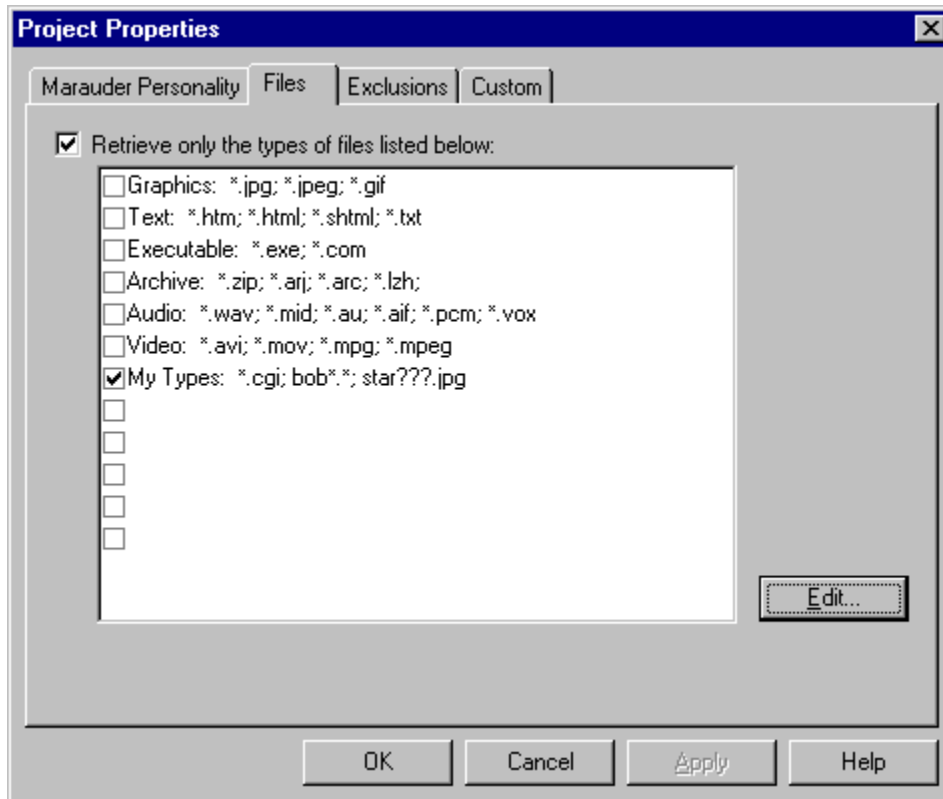 Project Properties
Marauder Personality Files Exclusions Custom
Retrieve only the types of files listed below:
Graphics: *.jpg; *.jpeg; *.gif
Text: *.htm; *.html; *.shtml; *.txt
Executable: *.exe; *.com
Archive: *.zip; *.arj; *.arc; *.lzh;
Audio: *.wav; *.mid; *.au; *.aif; *.pcm; *.vox
Video: *.avi; *.mov; *.mpg; *.mpeg
My Types: *.cgi; bob*.*; star???.jpg
Edit...
OK Cancel Apply Help